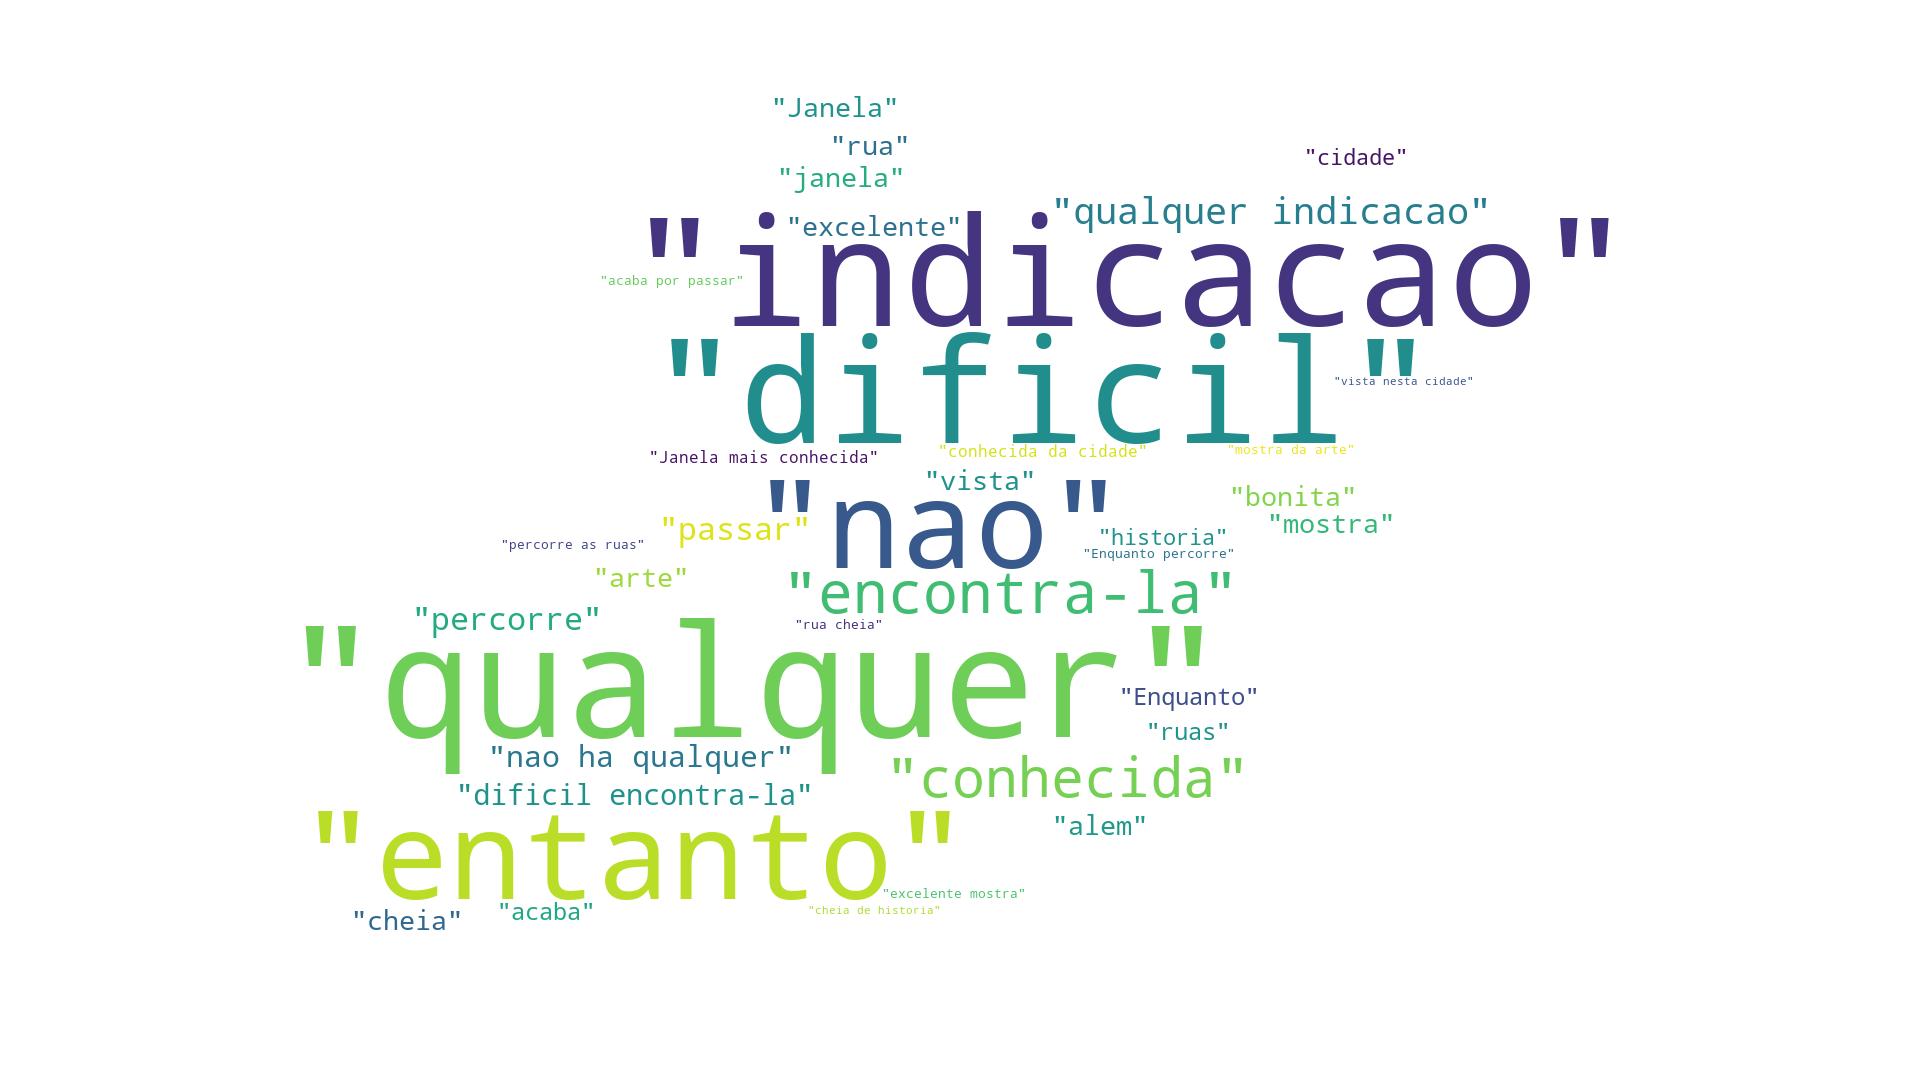 "Janela"
"rua"
"cidade"
"janela"
"qualquer indicacao"
"excelente"
"indicacao"
"acaba por passar"
"dificil"
"vista nesta cidade"
"conhecida da cidade"
"mostra da arte"
"Janela mais conhecida"
"vista"
"bonita"
"nao"
"mostra"
"passar"
"historia"
"percorre as ruas"
"Enquanto percorre"
"arte"
"encontra-la"
"percorre"
"rua cheia"
"qualquer"
"Enquanto"
"ruas"
"nao ha qualquer"
"conhecida"
"dificil encontra-la"
"alem"
"entanto"
"excelente mostra"
"cheia de historia"
"acaba"
"cheia"